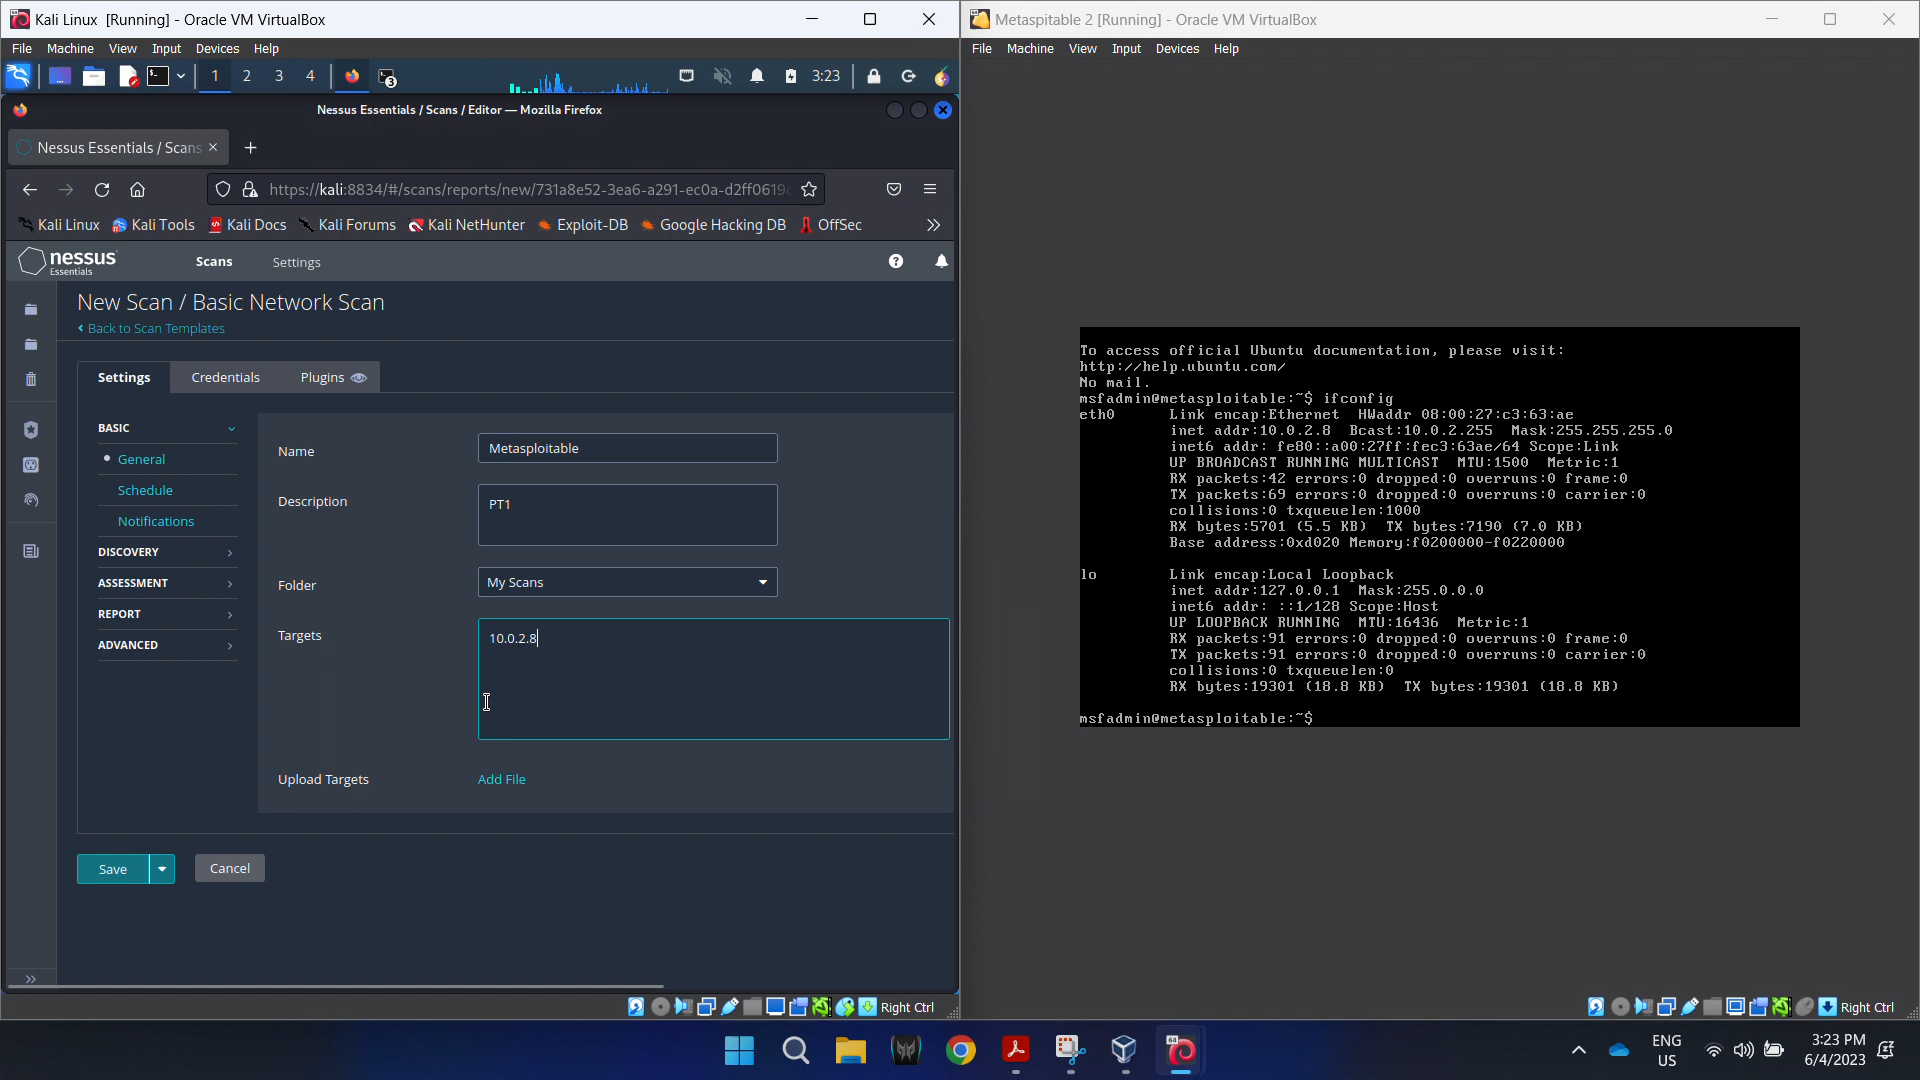 Kali Linux [Running] - Oracle VM VirtualBox
File Machine View Input Devices Help
1 2 3 4 3 3:23
Nessus Essentials / Scans / Editor — Mozilla Firefox
Nessus Essentials / Scans
https://kali:8834/#/scans/reports/new/731a8e52-3ea6-a291-ec0a-d2ff0619
Kali Linux Kali Tools Kali Docs Kali Forums Kali NetHunter Exploit-DB Google Hacking DB OffSec
nessus Essentials Scans Settings
New Scan / Basic Network Scan
Back to Scan Templates
Settings Credentials Plugins
BASIC
General
Schedule
Notifications
DISCOVERY
ASSESSMENT
REPORT
ADVANCED
Name Metasploitable
Description PT1
Folder My Scans
Targets 10.0.2.8
Upload Targets Add File
Save Cancel
Right Ctrl
Metaspitable 2 [Running] - Oracle VM VirtualBox
File Machine View Input Devices Help
To access official Ubuntu documentation, please visit:
http://help.ubuntu.com/
No mail.
msfadmin@metasploitable:~$ ifconfig
eth0 Link encap:Ethernet HWaddr 08:00:27:c3:63:ae
inet addr:10.0.2.8 Bcast:10.0.2.255 Mask:255.255.255.0
inet6 addr: fe80::a00:27ff:fec3:63ae/64 Scope:Link
UP BROADCAST RUNNING MULTICAST MTU:1500 Metric:1
RX packets:42 errors:0 dropped:0 overruns:0 frame:0
TX packets:69 errors:0 dropped:0 overruns:0 carrier:0
collisions:0 txqueuelen:1000
RX bytes:5701 (5.5 KB) TX bytes:7190 (7.0 KB)
Base address:0xd020 Memory:f0200000-f0220000
lo Link encap:Local Loopback
inet addr:127.0.0.1 Mask:255.0.0.0
inet6 addr: ::1/128 Scope:Host
UP LOOPBACK RUNNING MTU:16436 Metric:1
RX packets:91 errors:0 dropped:0 overruns:0 frame:0
TX packets:91 errors:0 dropped:0 overruns:0 carrier:0
collisions:0 txqueuelen:0
RX bytes:19301 (18.8 KB) TX bytes:19301 (18.8 KB)
msfadmin@metasploitable:~$
Right Ctrl
64
ENG
US
3:23 PM
6/4/2023